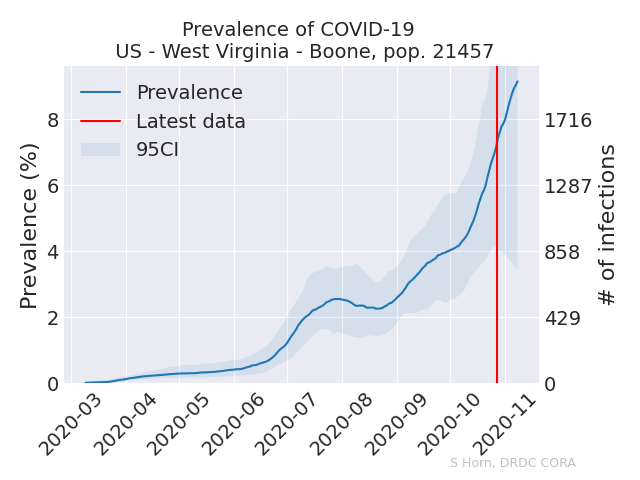 Prevalence of COVID-19
US - West Virginia - Boone, pop. 21457
Prevalence
Latest data
95CI
Prevalence (%)
8
6
4
2
0
1716
1287
858
429
0
# of infections
2020-03
2020-04
2020-05
2020-06
2020-07
2020-08
2020-09
2020-10
2020-11
S Horn, DRDC CORA